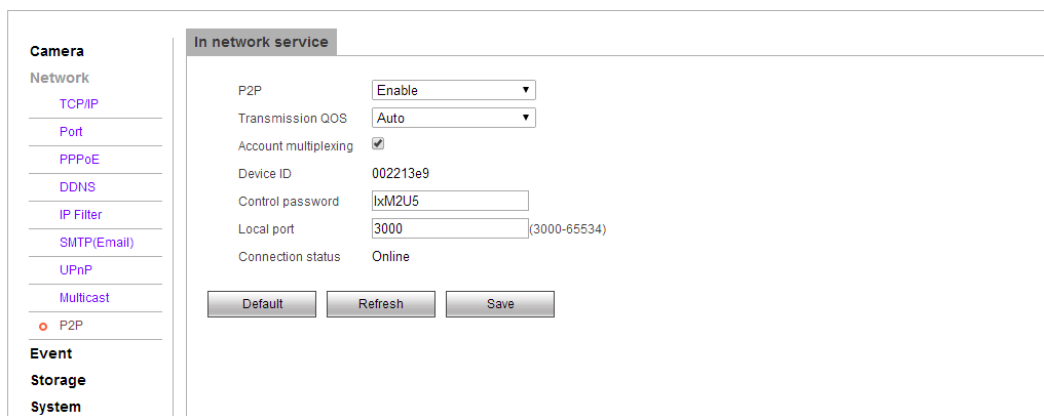 In network service
Camera
Network
TCP/IP
Port
PPPoE
DDNS
IP Filter
SMTP(Email)
UPnP
Multicast
P2P
Event
Storage
System
P2P Enable
Transmission QOS Auto
Account multiplexing
Device ID 002213e9
Control password IxM2U5
Local port 3000 (3000-65534)
Connection status Online
Default Refresh Save